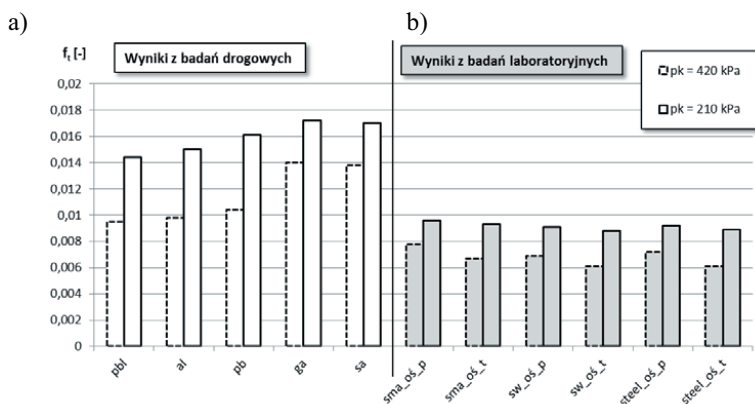 a)
b)
f_t [-]
Wyniki z badań drogowych
Wyniki z badań laboratoryjnych
pk = 420 kPa
pk = 210 kPa
0,02
0,018
0,016
0,014
0,012
0,01
0,008
0,006
0,004
0,002
0
pbl
al
pb
ga
sa
sma_oś_p
sma_oś_t
sw_oś_p
sw_oś_t
steel_oś_p
steel_oś_t